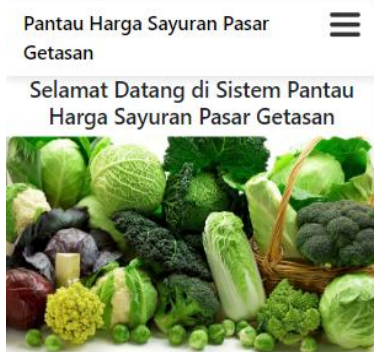 Pantau Harga Sayuran Pasar
Getasan
Selamat Datang di Sistem Pantau
Harga Sayuran Pasar Getasan